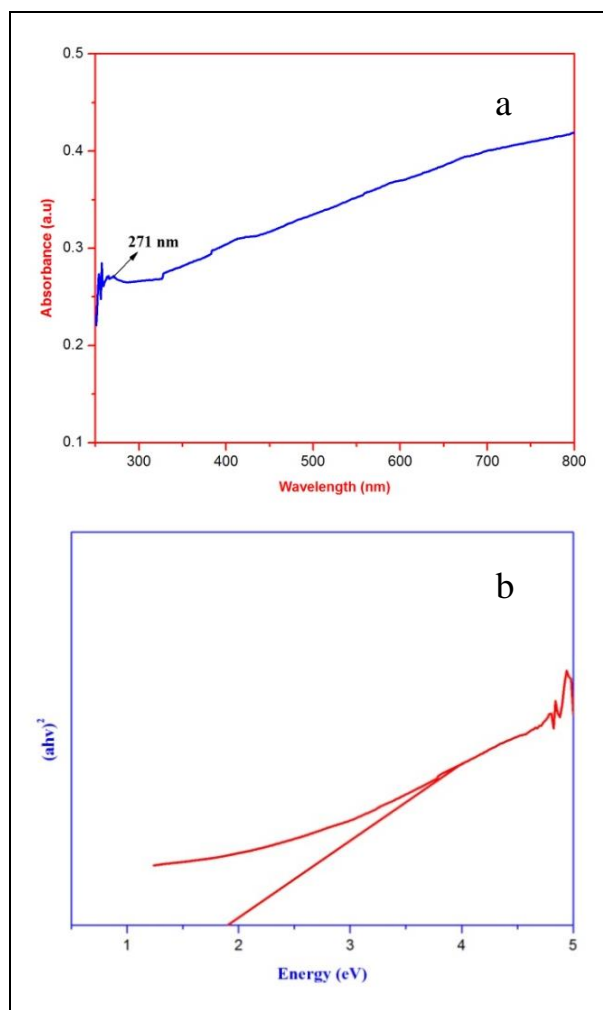 a
0.5
0.4
0.3
0.2
0.1
Absorbance (a.u)
271 nm
300 400 500 600 700 800
Wavelength (nm)
b
(ahv)²
1 2 3 4 5
Energy (eV)